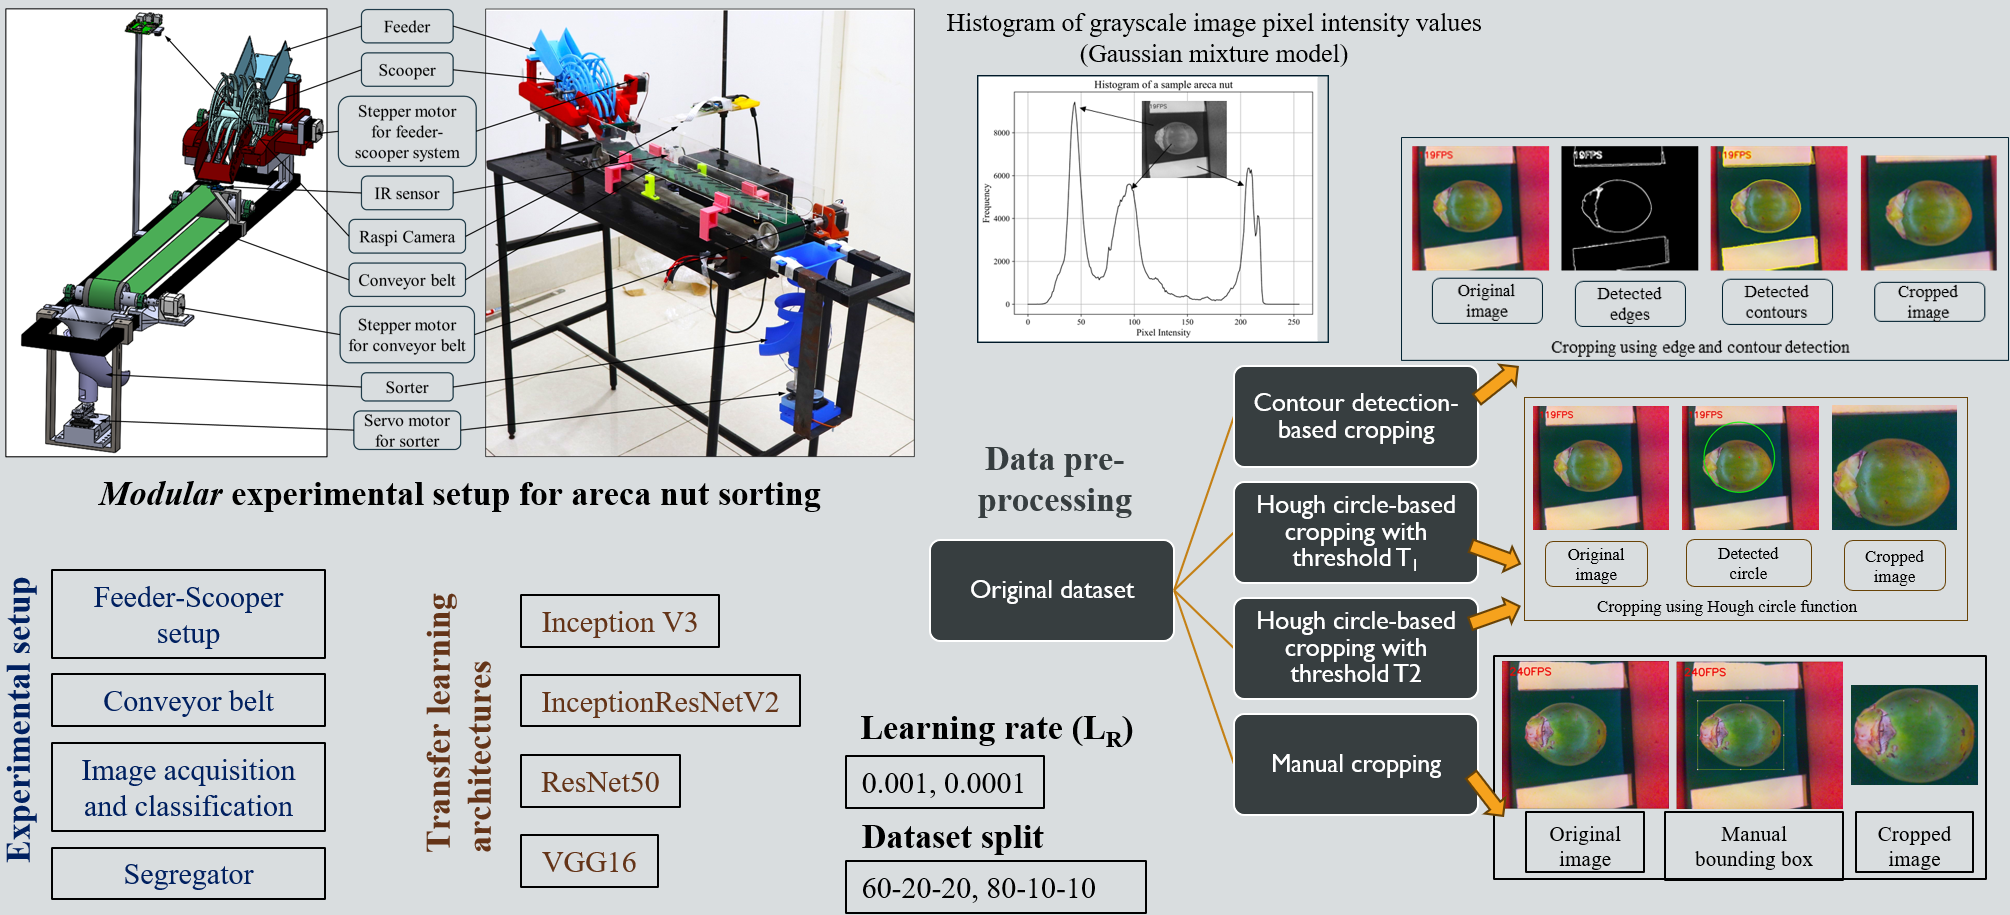 Feeder
Scooper
Stepper motor
for feeder-
scooper system
IR sensor
Raspi Camera
Conveyor belt
Stepper motor
for conveyor belt
Sorter
Servo motor
for sorter
Modular experimental setup for areca nut sorting
Histogram of grayscale image pixel intensity values
(Gaussian mixture model)
Histogram of a sample areca nut
19FPS
Frequency
8000
6000
4000
2000
0
0
50
100
150
200
250
Pixel Intensity
19FPS
19FPS
19FPS
Original
image
Detected
edges
Detected
contours
Cropped
image
Cropping using edge and contour detection
Data pre-
processing
Original dataset
Contour detection-
based cropping
Hough circle-based
cropping with
threshold T1
Hough circle-based
cropping with
threshold T2
Manual cropping
19FPS
19FPS
Original
image
Detected
circle
Cropped
image
Cropping using Hough circle function
240FPS
240FPS
Original
image
Manual
bounding box
Cropped
image
Experimental setup
Feeder-Scooper
setup
Conveyor belt
Image acquisition
and classification
Segregator
Transfer learning
architectures
Inception V3
InceptionResNetV2
ResNet50
VGG16
Learning rate (LR)
0.001, 0.0001
Dataset split
60-20-20, 80-10-10